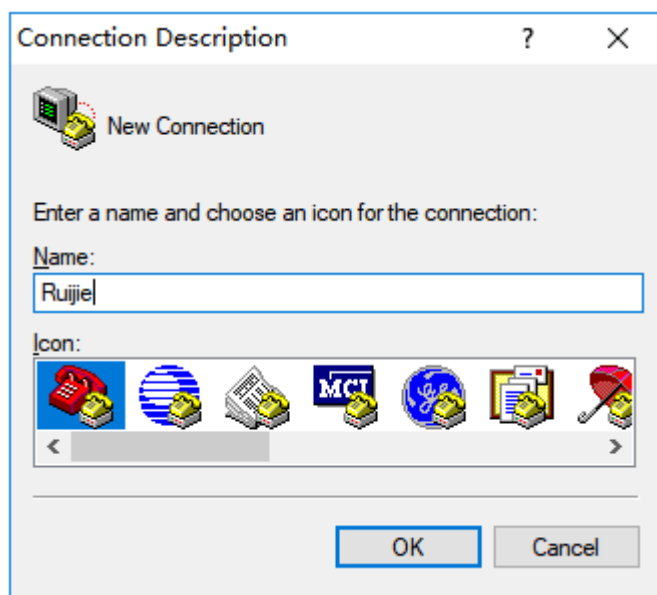 Connection Description
?
New Connection
Enter a name and choose an icon for the connection:
Name:
Ruijie
Icon:
MCI
OK
Cancel